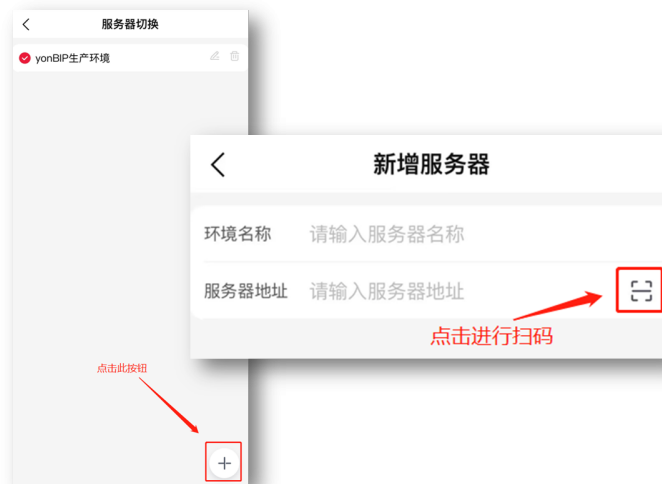 服务器切换
yonBIP生产环境
新增服务器
环境名称 请输入服务器名称
服务器地址 请输入服务器地址
点击进行扫码
点击此按钮